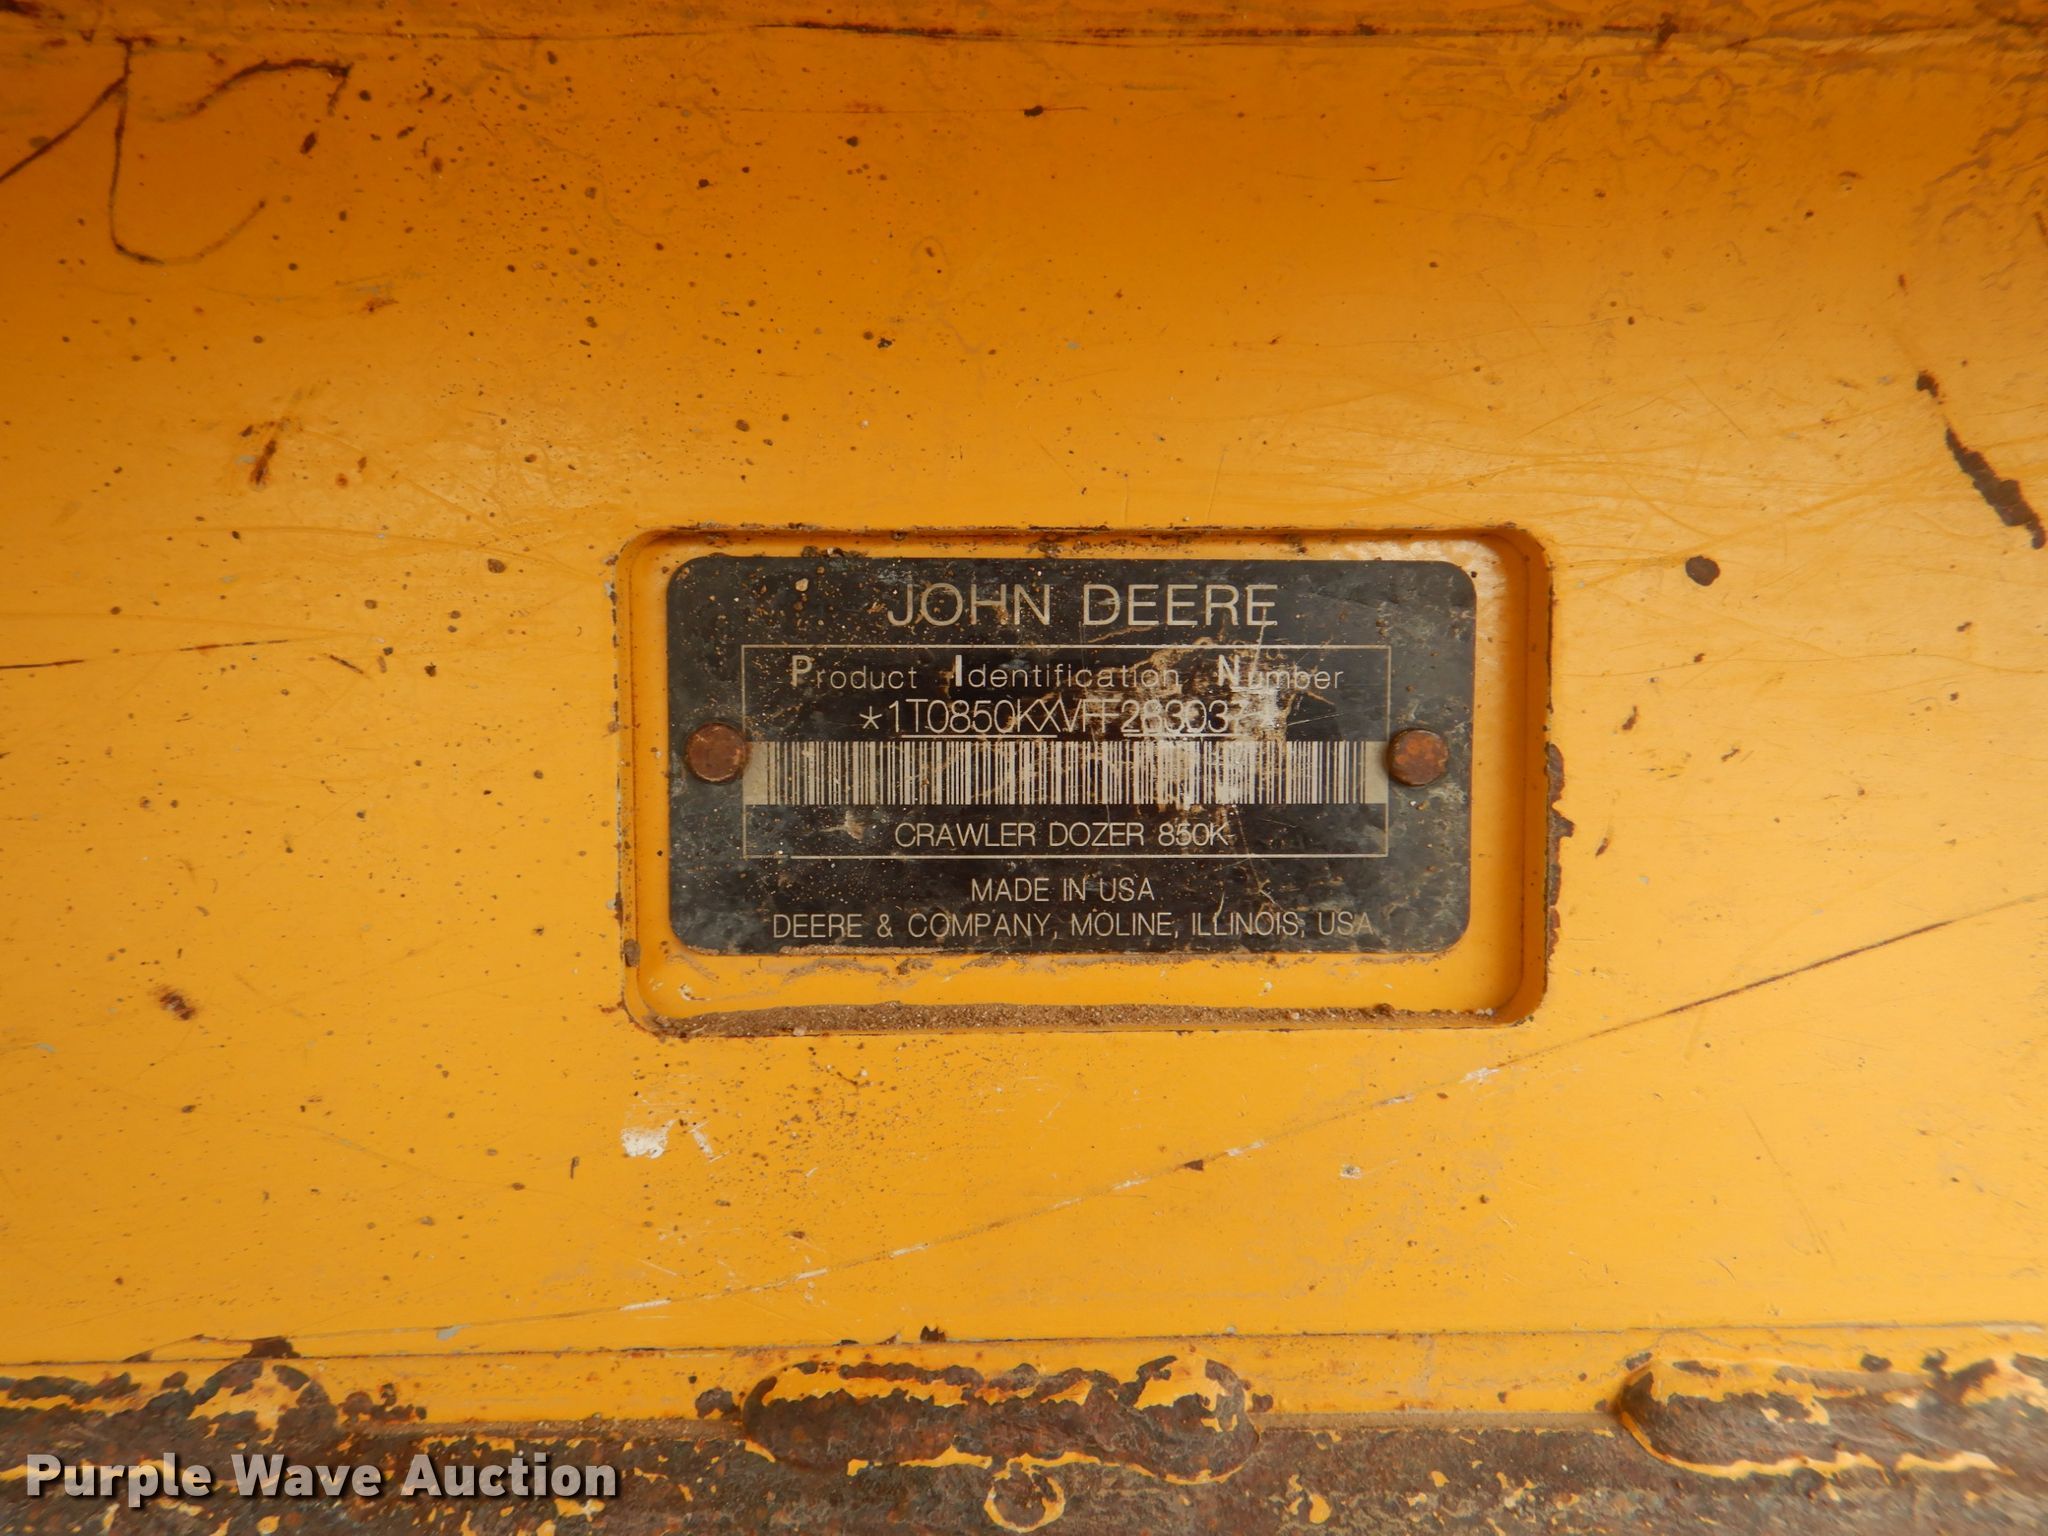 JOHN DEERE
Product Identification Number
CRAWLER DOZER 850K
MADE IN USA
DEERE & COMPANY, MOLINE, ILLINOIS, USA
Purple Wave Auction